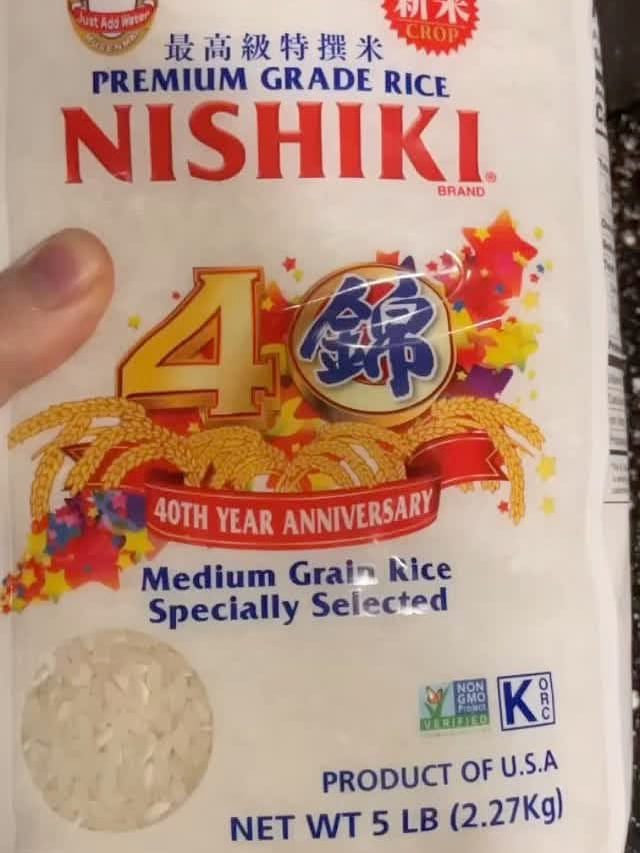 Just Add Water
新米
CROP
最高級特撰米
PREMIUM GRADE RICE
NISHIKI®
BRAND
4
錦
40TH YEAR ANNIVERSARY
Medium Grain Rice
Specially Selected
NON
GMO
Project
VERIFIED
K
ORC
PRODUCT OF U.S.A
NET WT 5 LB (2.27Kg)